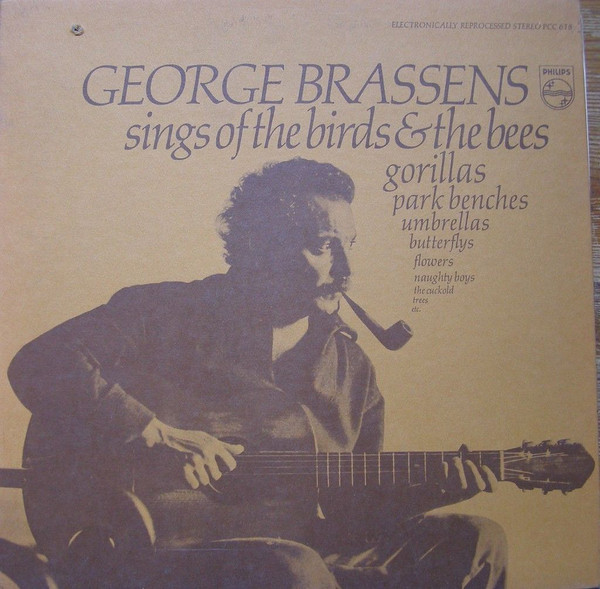 ELECTRONICALLY REPROCESSED STEREO PCC 618
GEORGE BRASSENS
PHILIPS
sings of the birds & the bees
gorillas
park benches
umbrellas
butterflys
flowers
naughty boys
the cuckold
trees
etc.